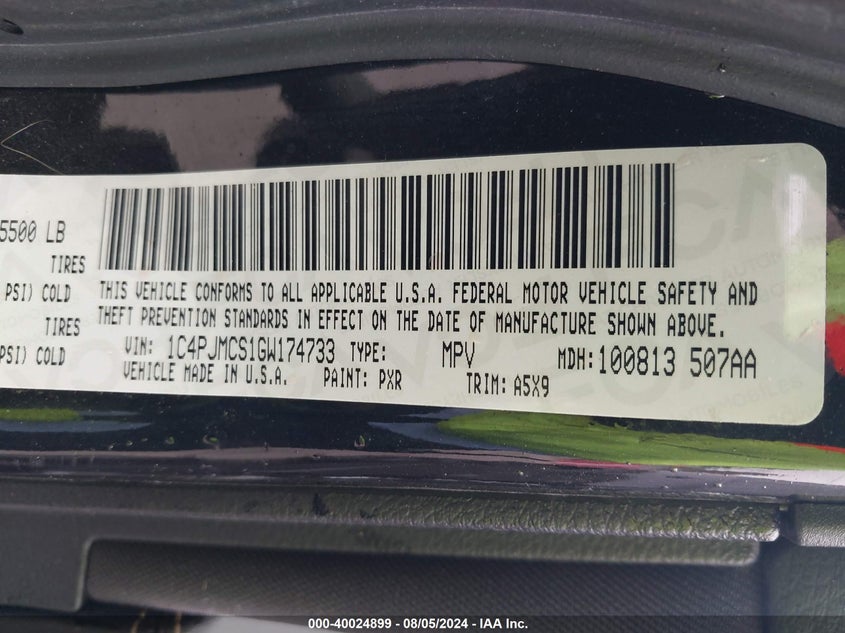 5500 LB
TIRES
PSI) COLD
TIRES
PSI) COLD
THIS VEHICLE CONFORMS TO ALL APPLICABLE U.S.A. FEDERAL MOTOR VEHICLE SAFETY AND
THEFT PREVENTION STANDARDS IN EFFECT ON THE DATE OF MANUFACTURE SHOWN ABOVE.
VIN: 1C4PJMCS1GW174733 TYPE: MPV MDH: 100813 507AA
VEHICLE MADE IN U.S.A. PAINT: PXR TRIM: A5X9
000-40024899 - 08/05/2024 - IAA Inc.